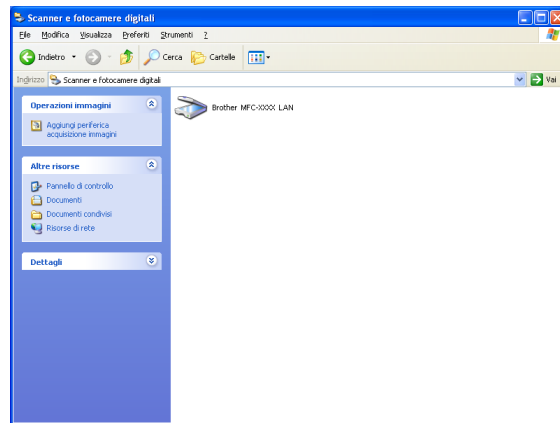 Scanner e fotocamere digitali
File Modifica Visualizza Preferiti Strumenti ?
Indietro Cerca Cartelle
Indirizzo Scanner e fotocamere digitali Vai
Operazioni immagini
Aggiungi periferica
acquisizione immagini
Altre risorse
Pannello di controllo
Documenti
Documenti condivisi
Risorse di rete
Dettagli
Brother MFC-XXXX LAN